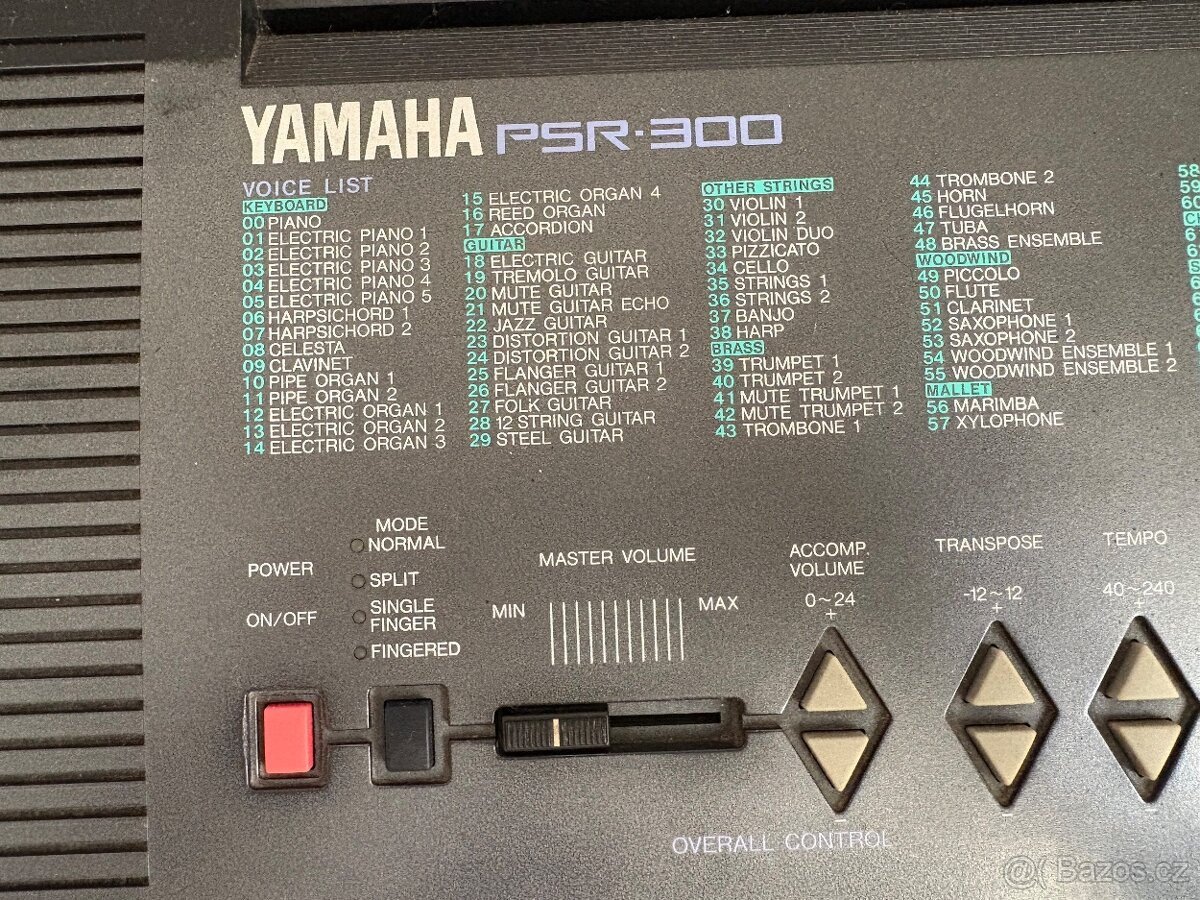 YAMAHA PSR-300
VOICE LIST
KEYBOARD
00 PIANO
01 ELECTRIC PIANO 1
02 ELECTRIC PIANO 2
03 ELECTRIC PIANO 3
04 ELECTRIC PIANO 4
05 ELECTRIC PIANO 5
06 HARPSICHORD 1
07 HARPSICHORD 2
08 CELESTA
09 CLAVINET
10 PIPE ORGAN 1
11 PIPE ORGAN 2
12 ELECTRIC ORGAN 1
13 ELECTRIC ORGAN 2
14 ELECTRIC ORGAN 3
15 ELECTRIC ORGAN 4
16 REED ORGAN
17 ACCORDION
GUITAR
18 ELECTRIC GUITAR
19 TREMOLO GUITAR
20 MUTE GUITAR
21 MUTE GUITAR ECHO
22 JAZZ GUITAR
23 DISTORTION GUITAR 1
24 DISTORTION GUITAR 2
25 FLANGER GUITAR 1
26 FLANGER GUITAR 2
27 FOLK GUITAR
28 12 STRING GUITAR
29 STEEL GUITAR
OTHER STRINGS
30 VIOLIN 1
31 VIOLIN 2
32 VIOLIN DUO
33 PIZZICATO
34 CELLO
35 STRINGS 1
36 STRINGS 2
37 BANJO
38 HARP
BRASS
39 TRUMPET 1
40 TRUMPET 2
41 MUTE TRUMPET 1
42 MUTE TRUMPET 2
43 TROMBONE 1
44 TROMBONE 2
45 HORN
46 FLUGELHORN
47 TUBA
48 BRASS ENSEMBLE
WOODWIND
49 PICCOLO
50 FLUTE
51 CLARINET
52 SAXOPHONE 1
53 SAXOPHONE 2
54 WOODWIND ENSEMBLE 1
55 WOODWIND ENSEMBLE 2
MALLET
56 MARIMBA
57 XYLOPHONE
58
59
60
POWER
ON/OFF
MODE
NORMAL
SPLIT
SINGLE
FINGER
FINGERED
MASTER VOLUME
MIN MAX
ACCOMP.
VOLUME
0~24
+
−
TRANSPOSE
-12~12
+
−
TEMPO
40~240
+
−
OVERALL CONTROL
@ Bazos.cz